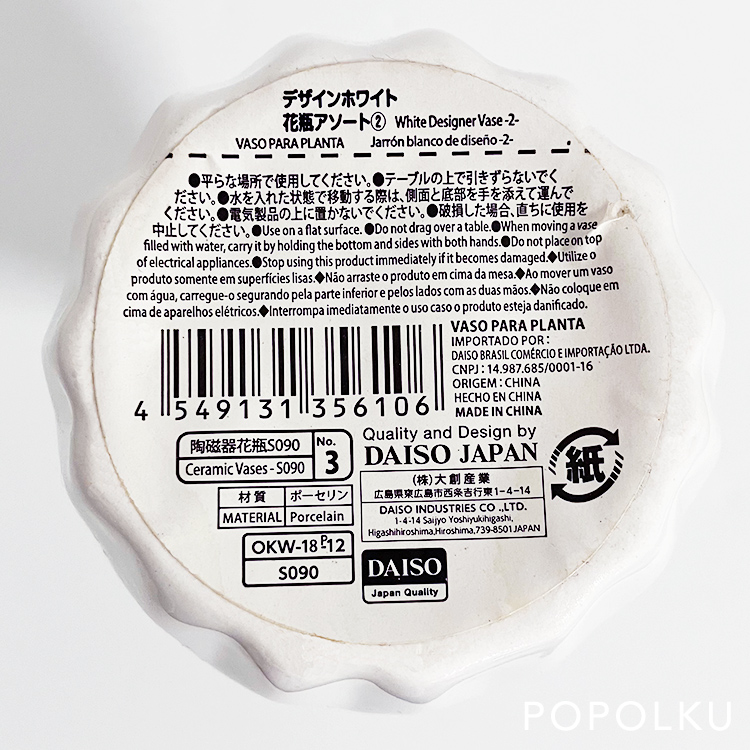 デザインホワイト
花瓶アソート② White Designer Vase -2-
VASO PARA PLANTA Jarrón blanco de diseño -2-
●平らな場所で使用してください。●テーブルの上で引きずらないでく
ださい。●水を入れた状態で移動する際は、側面と底部を手を添えて運んで
ください。●電気製品の上に置かないでください。●破損した場合、直ちに使用を
中止してください。●Use on a flat surface. ●Do not drag over a table.●When moving a vase
filled with water, carry it by holding the bottom and sides with both hands.●Do not place on top
of electrical appliances.●Stop using this product immediately if it becomes damaged.◆Utilize o
produto somente em superfícies lisas.◆Não arraste o produto em cima da mesa.◆Ao mover um vaso
com água, carregue-o segurando pela parte inferior e pelos lados com as duas mãos.◆Não coloque em
cima de aparelhos elétricos.◆Interrompa imediatamente o uso caso o produto esteja danificado.
4 549131 356106
VASO PARA PLANTA
IMPORTADO POR :
DAISO BRASIL COMÉRCIO E IMPORTAÇÃO LTDA.
CNPJ : 14.987.685/0001-16
ORIGEM : CHINA
HECHO EN CHINA
MADE IN CHINA
陶磁器花瓶S090
Ceramic Vases - S090
No.
3
材質 ポーセリン
MATERIAL Porcelain
OKW-18 P-12
S090
Quality and Design by
DAISO JAPAN
(株)大創産業
広島県東広島市西条吉行東1-4-14
DAISO INDUSTRIES CO .,LTD.
1-4-14 Saijyo Yoshiyukihigashi,
Higashihiroshima,Hiroshima,739-8501JAPAN
DAISO
Japan Quality
紙
POPOLKU